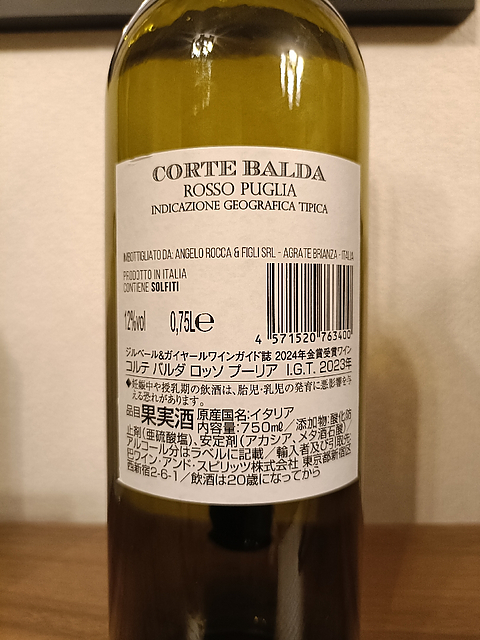 CORTE BALDA
ROSSO PUGLIA
INDICAZIONE GEOGRAFICA TIPICA
IMBOTTIGLIATO DA: ANGELO ROCCA & FIGLI SRL - AGRATE BRIANZA - ITALIA
PRODOTTO IN ITALIA
CONTIENE SOLFITI
12%vol 0,75L℮
4 571520 763400
ジルベール&ガイヤールワインガイド誌 2024年金賞受賞ワイン
コルテ バルダ ロッソ プーリア I.G.T. 2023年
◆妊娠中や授乳期の飲酒は、胎児・乳児の発育に悪影響を与
える恐れがあります。
品目 果実酒 原産国名:イタリア
内容量:750mℓ/添加物:酸化防
止剤(亜硫酸塩)、安定剤(アカシア、メタ酒石酸)/
アルコール分はラベルに記載/輸入者及び引取先:
巴ワイン・アンド・スピリッツ株式会社 東京都新宿区
西新宿2-6-1/飲酒は20歳になってから